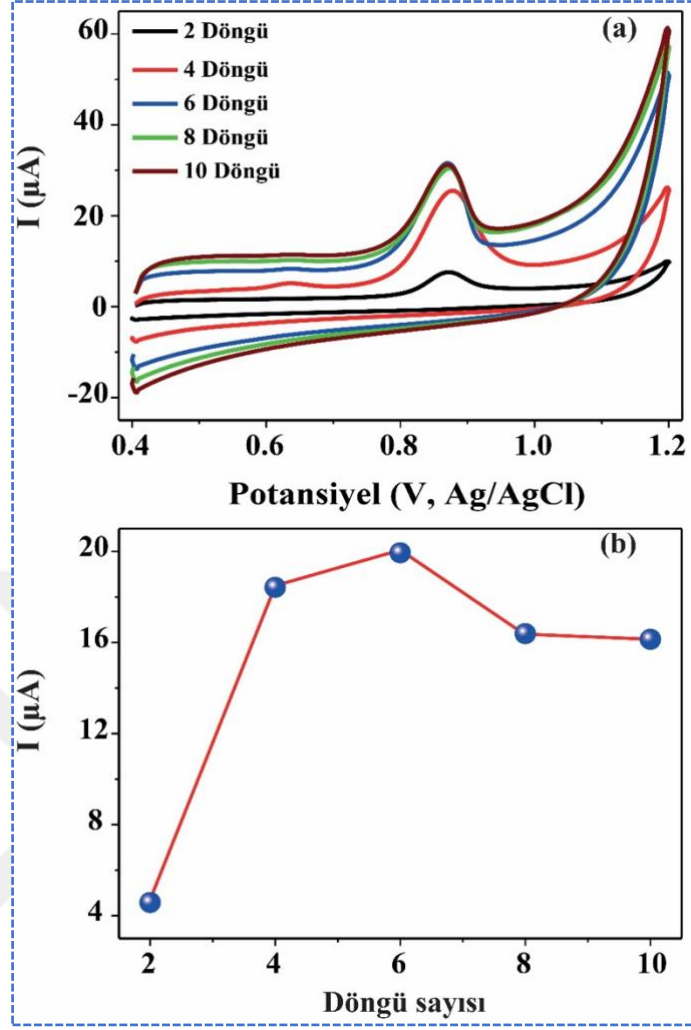 (a)
2 Döngü
4 Döngü
6 Döngü
8 Döngü
10 Döngü
60
40
20
0
-20
I (µA)
0.4 0.6 0.8 1.0 1.2
Potansiyel (V, Ag/AgCl)
(b)
20
16
12
8
4
I (µA)
2 4 6 8 10
Döngü sayısı